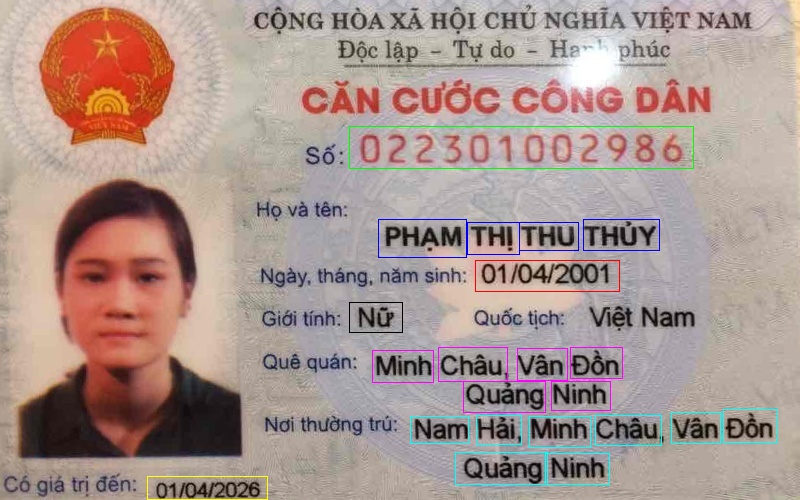 CỘNG HÒA XÃ HỘI CHỦ NGHĨA VIỆT NAM
Độc lập - Tự do - Hạnh phúc
CĂN CƯỚC CÔNG DÂN
Số: 022301002986
Họ và tên:
PHẠM THỊ THU THỦY
Ngày, tháng, năm sinh: 01/04/2001
Giới tính: Nữ Quốc tịch: Việt Nam
Quê quán: Minh Châu, Vân Đồn
Quảng Ninh
Nơi thường trú: Nam Hải, Minh Châu, Vân Đồn
Quảng Ninh
Có giá trị đến: 01/04/2026